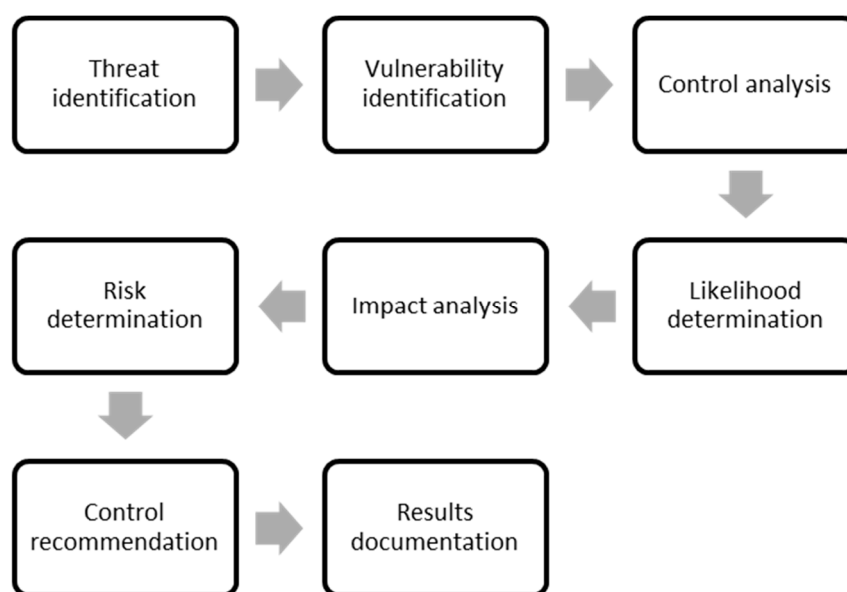 Threat
identification
Vulnerability
identification
Control analysis
Likelihood
determination
Impact analysis
Risk
determination
Control
recommendation
Results
documentation